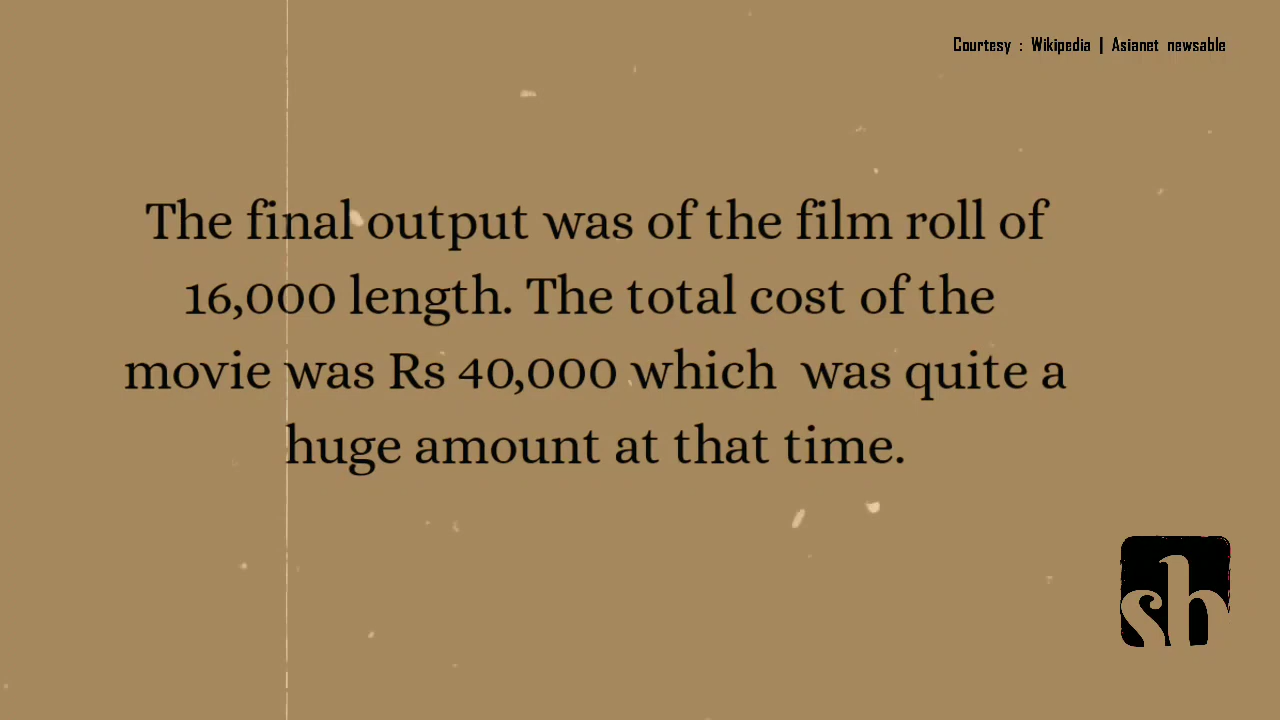 Courtesy : Wikipedia | Asianet newsable
The final output was of the film roll of
16,000 length. The total cost of the
movie was Rs 40,000 which  was quite a
huge amount at that time.
sb